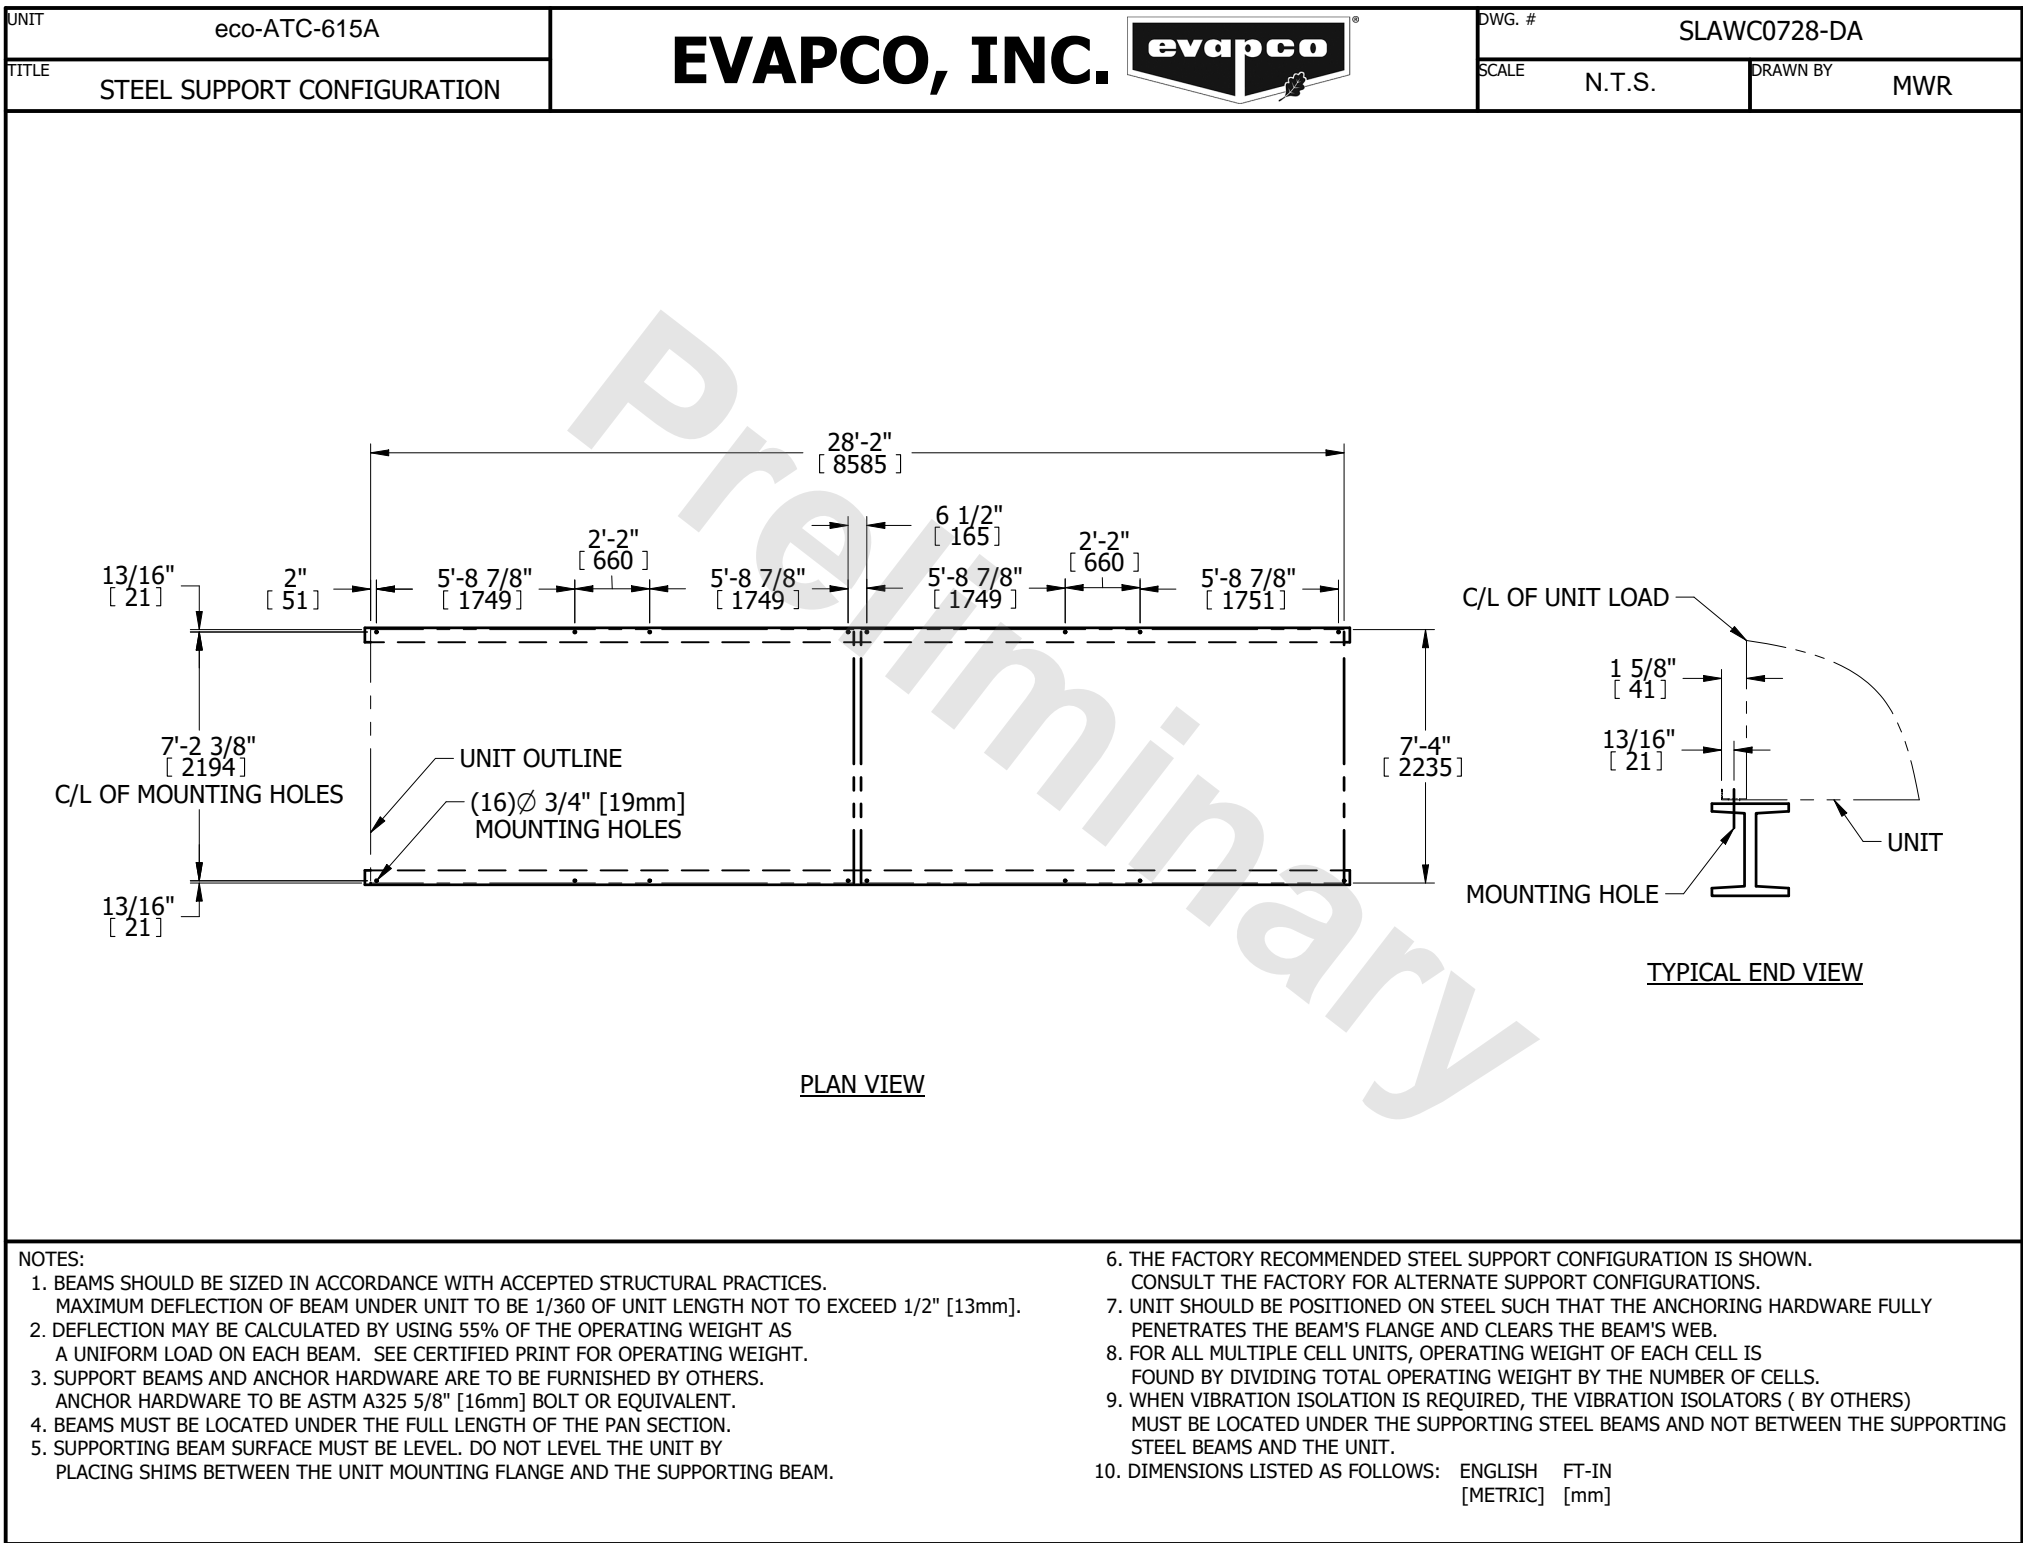 UNIT
eco-ATC-615A
TITLE
STEEL SUPPORT CONFIGURATION
EVAPCO, INC.
evapco
®
DWG. #
SLAWC0728-DA
SCALE
N.T.S.
DRAWN BY
MWR
Preliminary
28'-2"
[ 8585 ]
6 1/2"
[ 165]
2'-2"
[ 660 ]
2'-2"
[ 660 ]
13/16"
[ 21]
2"
[ 51]
5'-8 7/8"
[ 1749]
5'-8 7/8"
[ 1749 ]
5'-8 7/8"
[ 1749 ]
5'-8 7/8"
[ 1751]
7'-2 3/8"
[ 2194]
C/L OF MOUNTING HOLES
UNIT OUTLINE
(16)Ø 3/4" [19mm]
MOUNTING HOLES
7'-4"
[ 2235]
13/16"
[ 21]
PLAN VIEW
C/L OF UNIT LOAD
1 5/8"
[ 41]
13/16"
[ 21]
UNIT
MOUNTING HOLE
TYPICAL END VIEW
NOTES:
1. BEAMS SHOULD BE SIZED IN ACCORDANCE WITH ACCEPTED STRUCTURAL PRACTICES.
MAXIMUM DEFLECTION OF BEAM UNDER UNIT TO BE 1/360 OF UNIT LENGTH NOT TO EXCEED 1/2" [13mm].
2. DEFLECTION MAY BE CALCULATED BY USING 55% OF THE OPERATING WEIGHT AS
A UNIFORM LOAD ON EACH BEAM. SEE CERTIFIED PRINT FOR OPERATING WEIGHT.
3. SUPPORT BEAMS AND ANCHOR HARDWARE ARE TO BE FURNISHED BY OTHERS.
ANCHOR HARDWARE TO BE ASTM A325 5/8" [16mm] BOLT OR EQUIVALENT.
4. BEAMS MUST BE LOCATED UNDER THE FULL LENGTH OF THE PAN SECTION.
5. SUPPORTING BEAM SURFACE MUST BE LEVEL. DO NOT LEVEL THE UNIT BY
PLACING SHIMS BETWEEN THE UNIT MOUNTING FLANGE AND THE SUPPORTING BEAM.
6. THE FACTORY RECOMMENDED STEEL SUPPORT CONFIGURATION IS SHOWN.
CONSULT THE FACTORY FOR ALTERNATE SUPPORT CONFIGURATIONS.
7. UNIT SHOULD BE POSITIONED ON STEEL SUCH THAT THE ANCHORING HARDWARE FULLY
PENETRATES THE BEAM'S FLANGE AND CLEARS THE BEAM'S WEB.
8. FOR ALL MULTIPLE CELL UNITS, OPERATING WEIGHT OF EACH CELL IS
FOUND BY DIVIDING TOTAL OPERATING WEIGHT BY THE NUMBER OF CELLS.
9. WHEN VIBRATION ISOLATION IS REQUIRED, THE VIBRATION ISOLATORS ( BY OTHERS)
MUST BE LOCATED UNDER THE SUPPORTING STEEL BEAMS AND NOT BETWEEN THE SUPPORTING
STEEL BEAMS AND THE UNIT.
10. DIMENSIONS LISTED AS FOLLOWS: ENGLISH FT-IN
[METRIC] [mm]